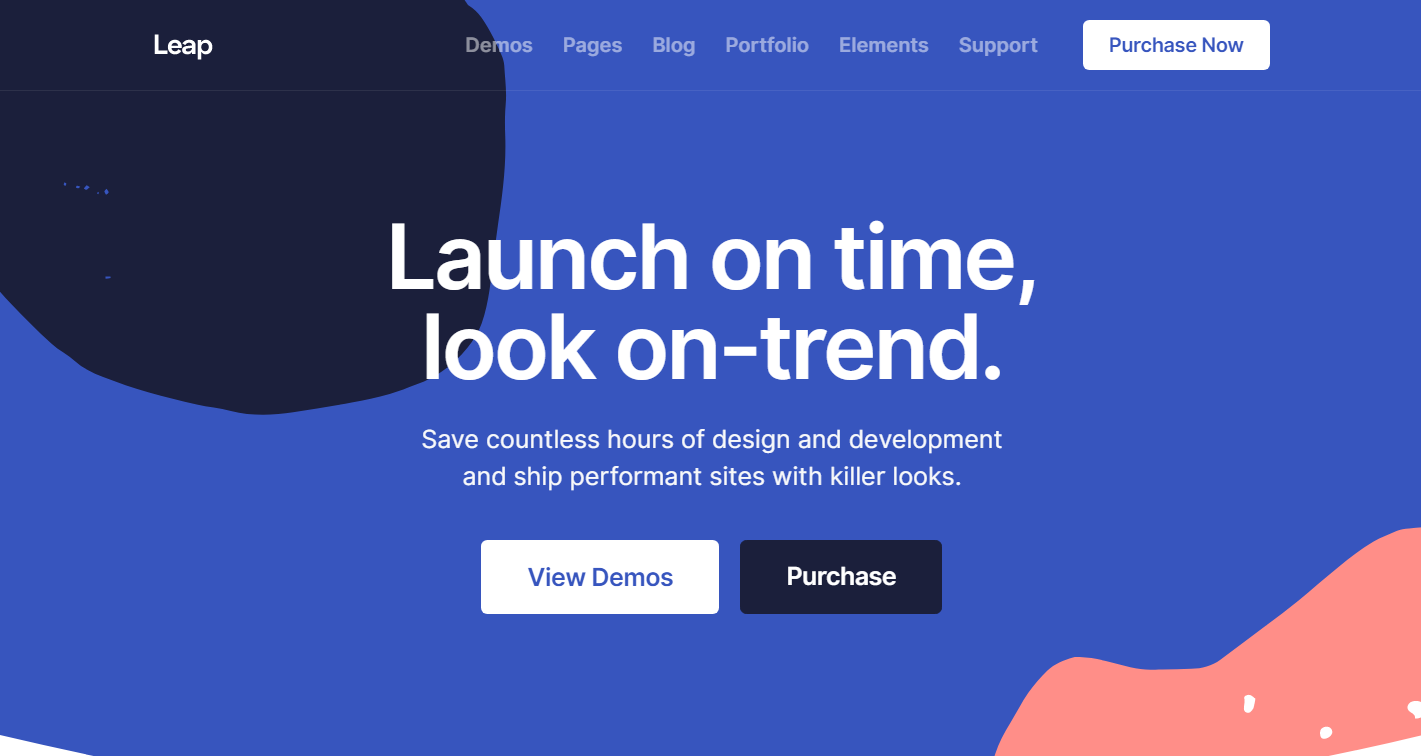 Leap
Demos Pages Blog Portfolio Elements Support Purchase Now
Launch on time,
look on-trend.
Save countless hours of design and development
and ship performant sites with killer looks.
View Demos Purchase